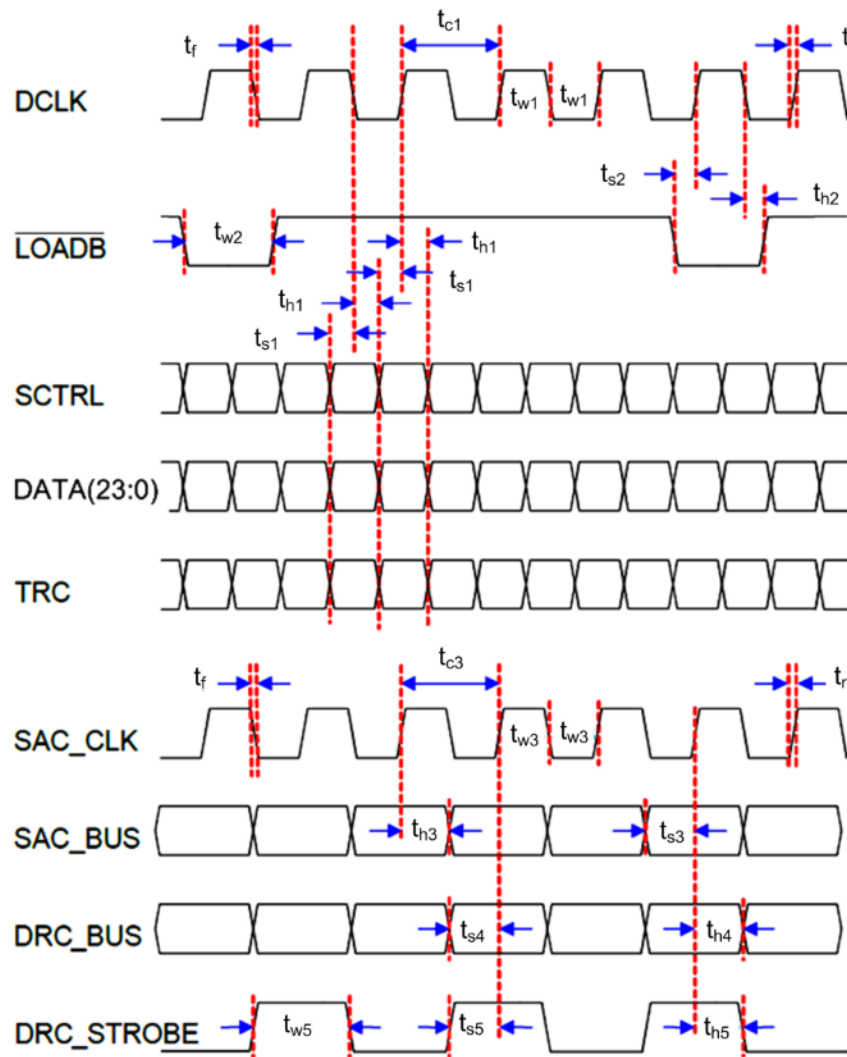 t_c1
t_f t
DCLK t_w1 t_w1
t_s2 t_h2
LOADB t_w2 t_h1
t_s1
t_h1
t_s1
SCTRL
DATA(23:0)
TRC
t_c3
t_f t_r
SAC_CLK t_w3 t_w3
SAC_BUS t_h3 t_s3
DRC_BUS t_s4 t_h4
DRC_STROBE t_w5 t_s5 t_h5